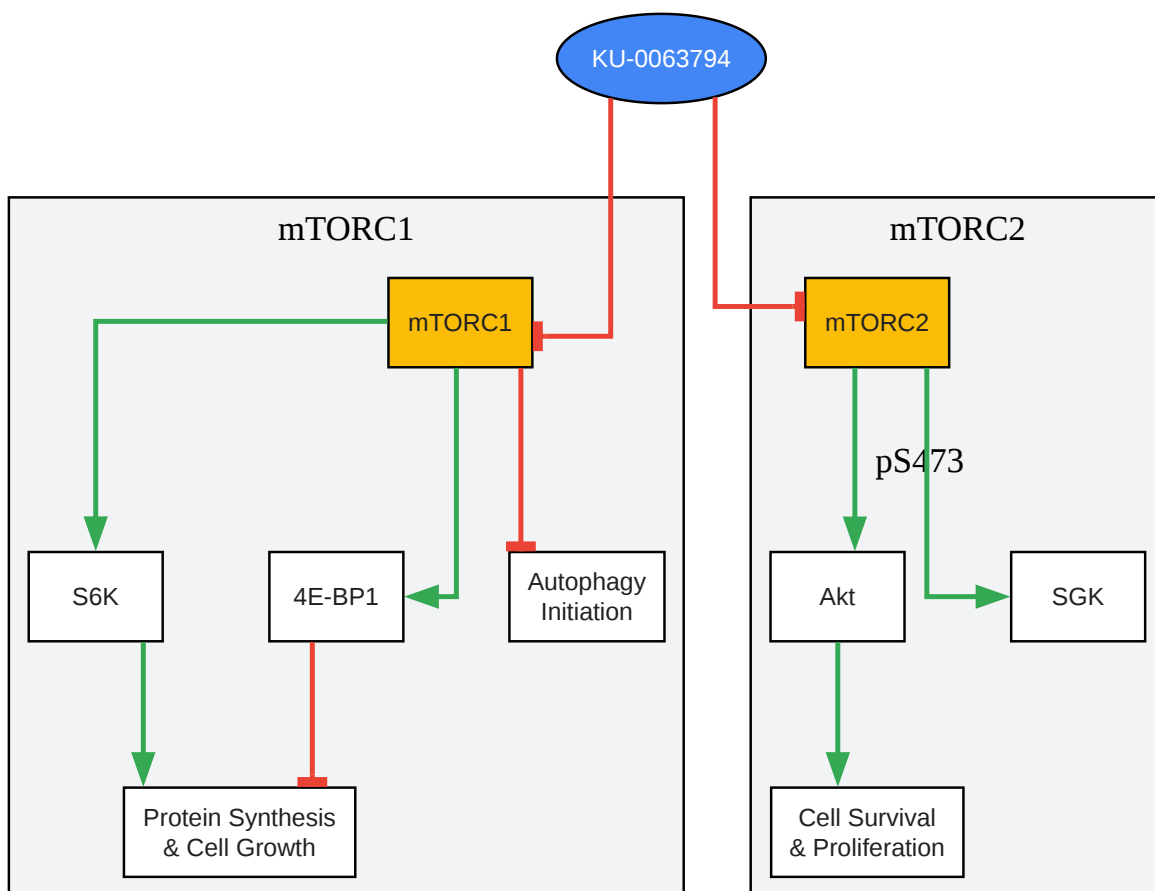 KU-0063794
mTORC1
mTORC2
mTORC1
mTORC2
pS473
S6K
4E-BP1
Autophagy
Initiation
Akt
SGK
Protein Synthesis
& Cell Growth
Cell Survival
& Proliferation